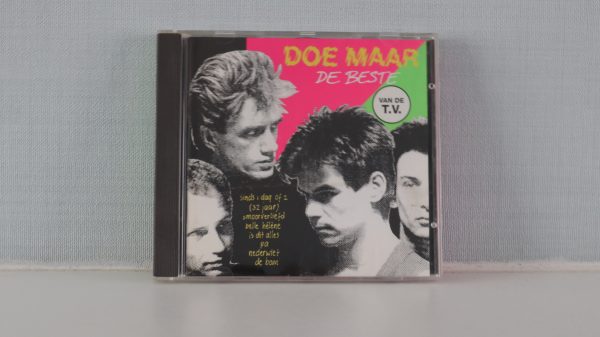 DOE MAAR
DE BESTE
VAN DE
T.V.
sinds 1 dag of 2
(32 jaar)
smoorverliefd
belle hélène
is dit alles
pa
nederwiet
de bom